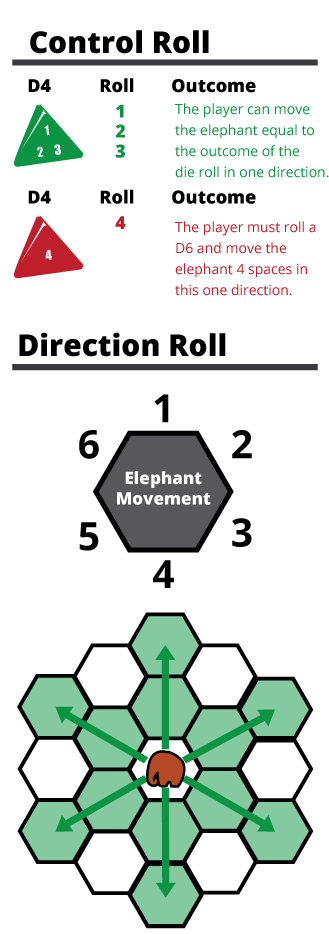 Control Roll
D4 Roll Outcome
1 The player can move
2 the elephant equal to
3 the outcome of the
die roll in one direction.
1
2 3
D4 Roll Outcome
4 The player must roll a
D6 and move the
elephant 4 spaces in
this one direction.
4
Direction Roll
1
6 2
Elephant
Movement
5 3
4